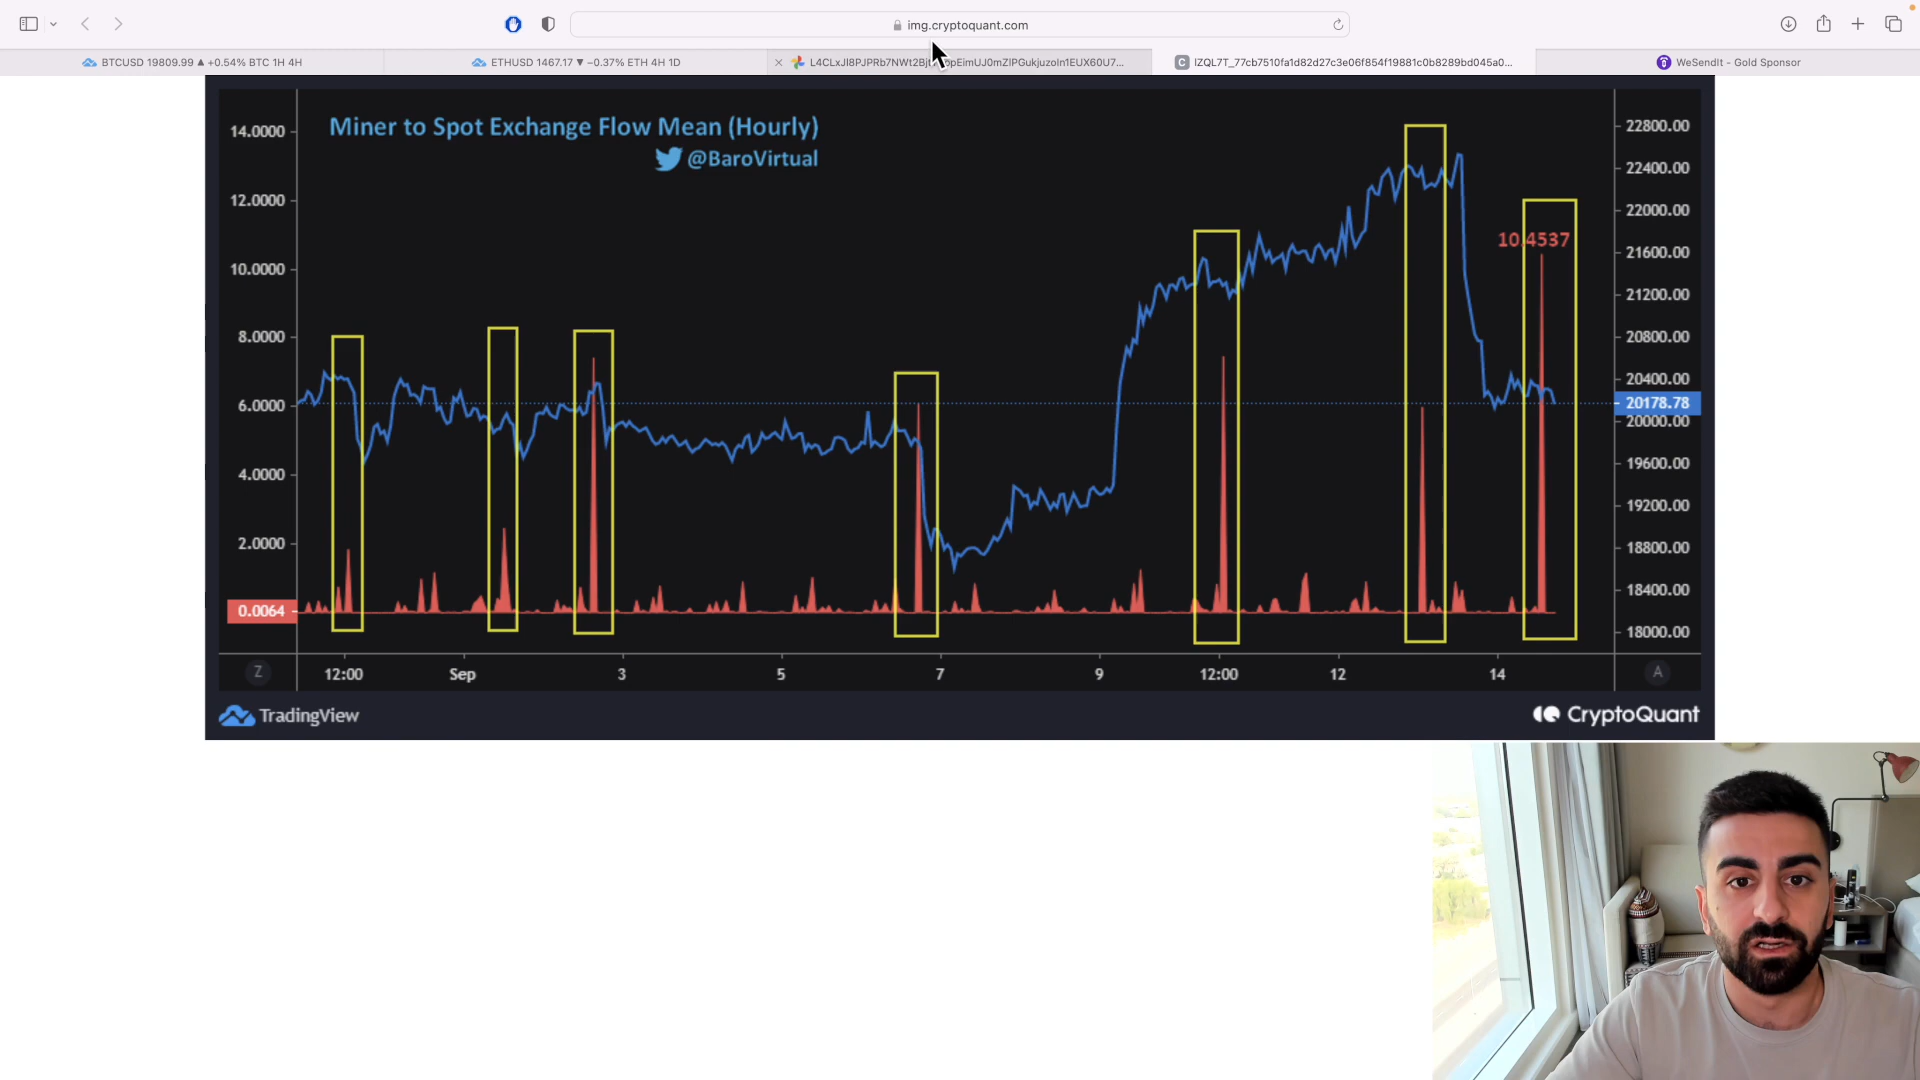 img.cryptoquant.com
BTCUSD 19809.99 ▲ +0.54% BTC 1H 4H
ETHUSD 1467.17 ▼ −0.37% ETH 4H 1D
WeSendIt - Gold Sponsor
Miner to Spot Exchange Flow Mean (Hourly)
@BaroVirtual
14.0000
12.0000
10.0000
8.0000
6.0000
4.0000
2.0000
0.0064
10.4537
22800.00
22400.00
22000.00
21600.00
21200.00
20800.00
20400.00
20178.78
20000.00
19600.00
19200.00
18800.00
18400.00
18000.00
Z 12:00 Sep 3 5 7 9 12:00 12 14 A
TradingView
CryptoQuant